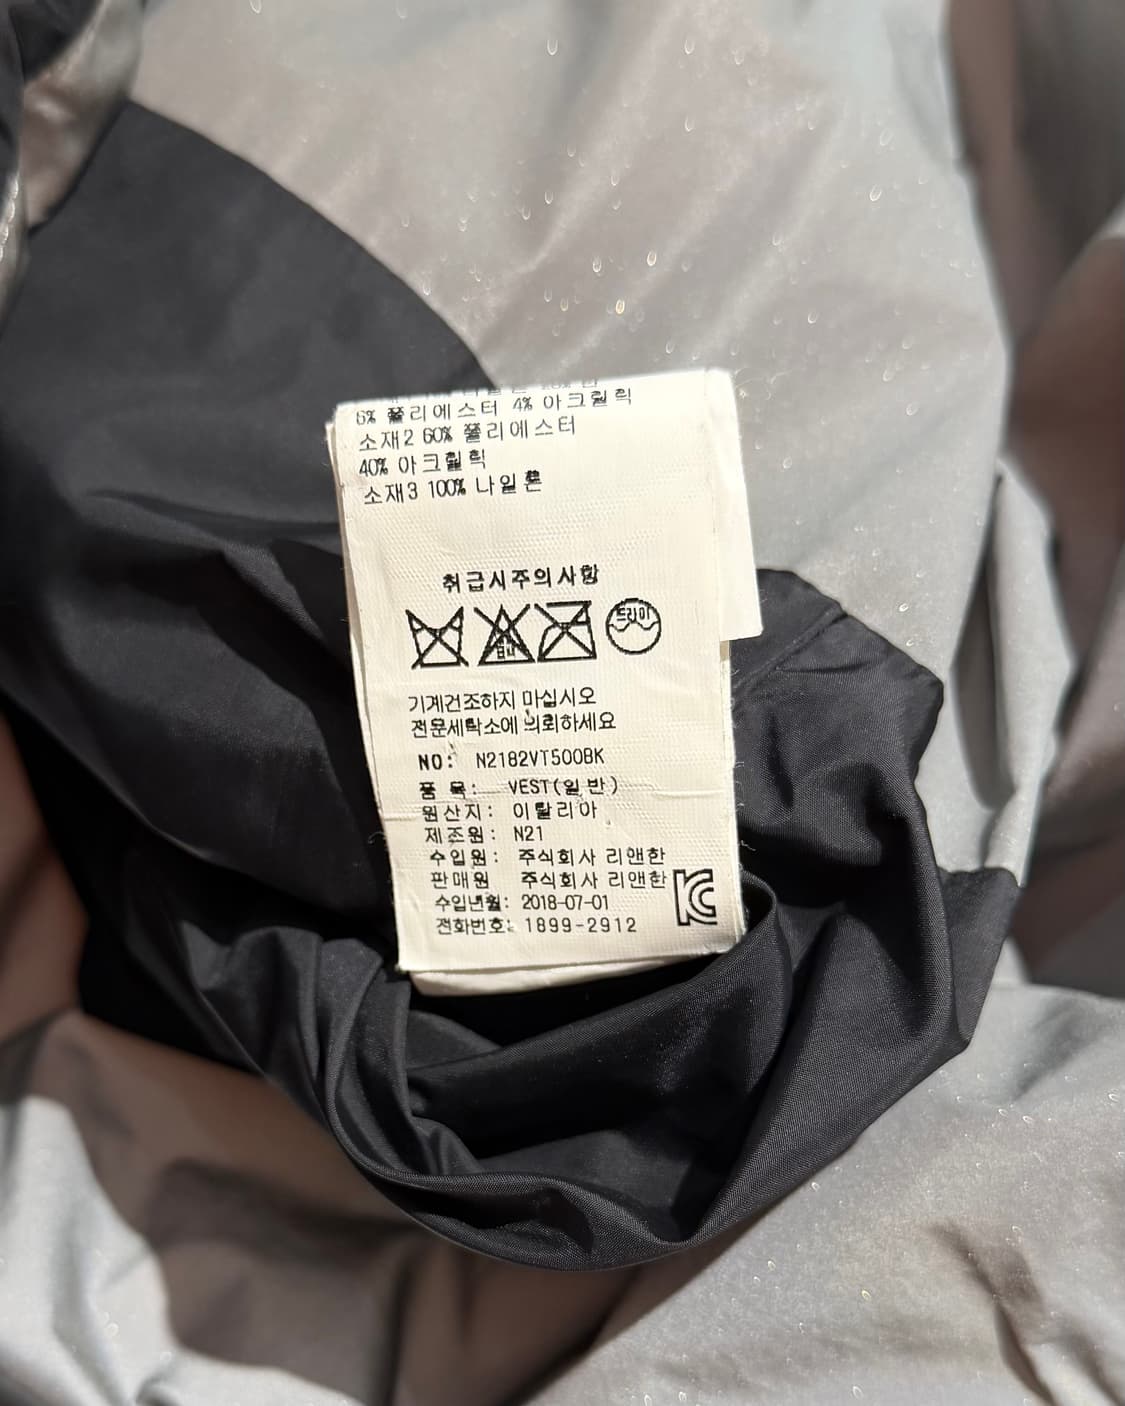 6% 폴리에스터 4% 아크릴릭
소재2 60% 폴리에스터
40% 아크릴릭
소재3 100% 나일론
취급시주의사항
드라이
기계건조하지 마십시오
전문세탁소에 의뢰하세요
NO: N2182VT500BK
품 목: VEST(일반)
원산지: 이탈리아
제조원: N21
수입원: 주식회사 리앤한
판매원 주식회사 리앤한
수입년월: 2018-07-01
전화번호: 1899-2912